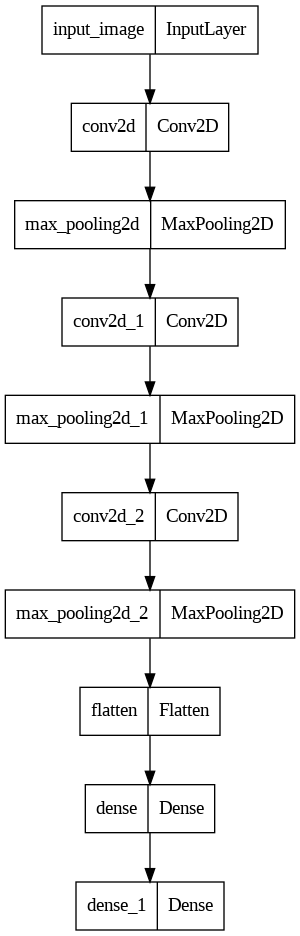 input_image InputLayer
conv2d Conv2D
max_pooling2d MaxPooling2D
conv2d_1 Conv2D
max_pooling2d_1 MaxPooling2D
conv2d_2 Conv2D
max_pooling2d_2 MaxPooling2D
flatten Flatten
dense Dense
dense_1 Dense